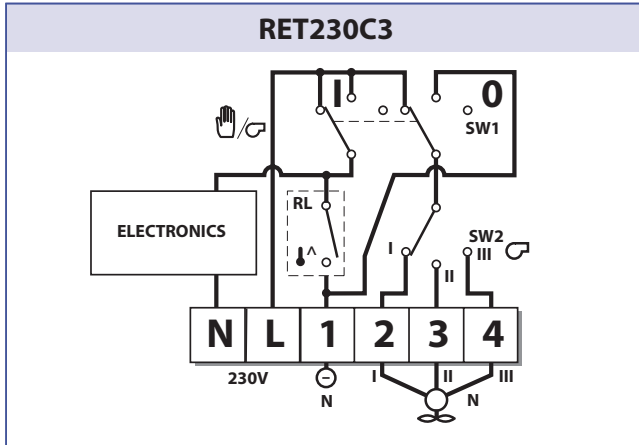 RET230C3
I 0
SW1
RL
ELECTRONICS
^
I SW2
III
II
N L 1 2 3 4
230V I II III
N N